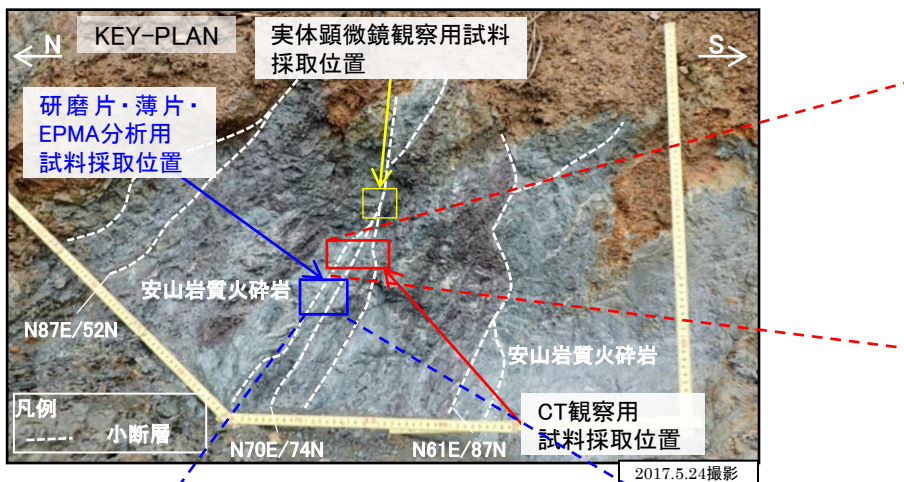 N
KEY-PLAN
実体顕微鏡観察用試料
採取位置
S
研磨片・薄片・
EPMA分析用
試料採取位置
安山岩質火砕岩
N87E/52N
安山岩質火砕岩
凡例
小断層
N70E/74N
N61E/87N
CT観察用
試料採取位置
2017.5.24撮影